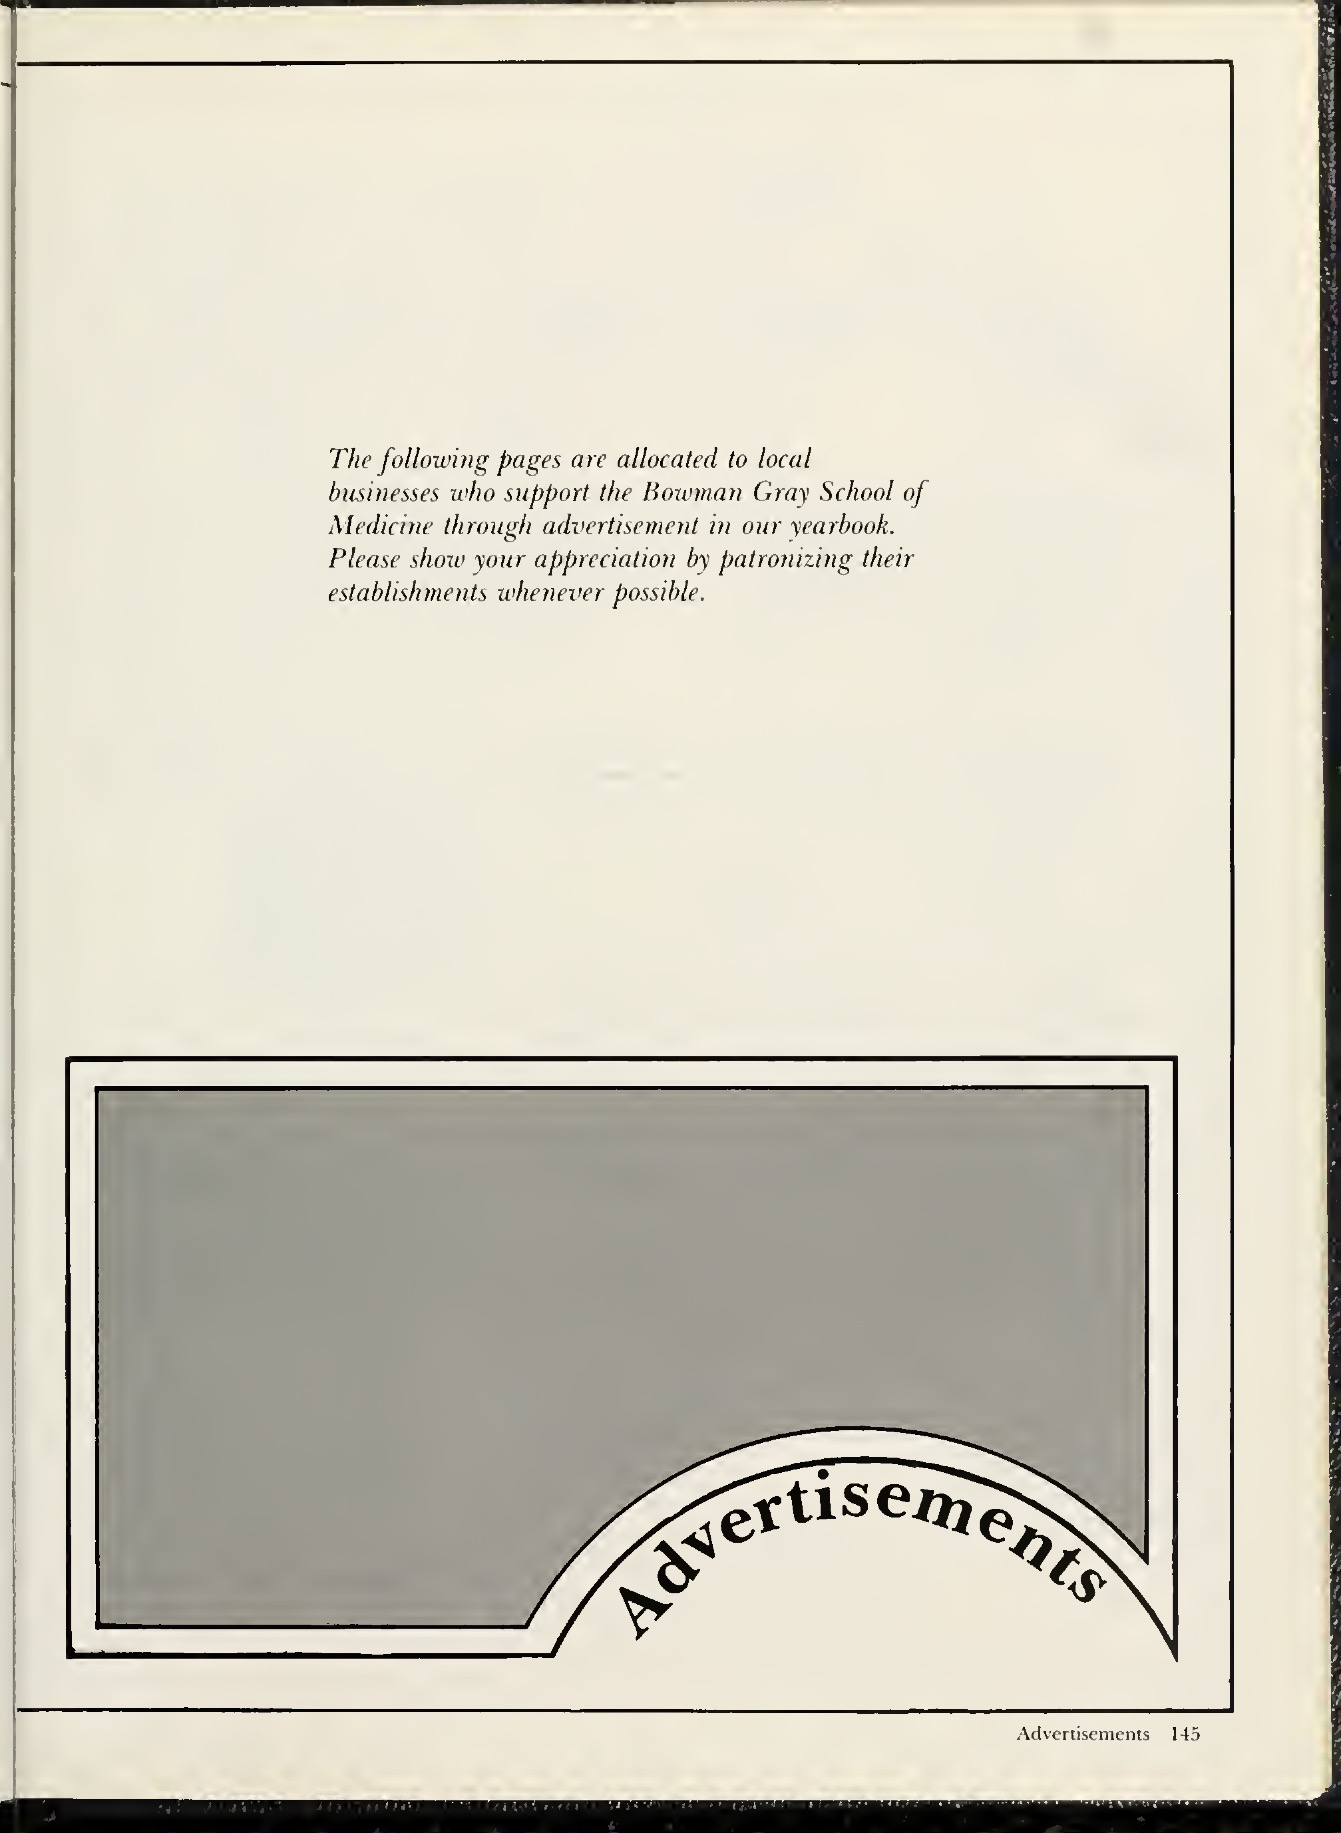 The following pages are allocated to local
businesses who support the Bowman Gray School of
Medicine through advertisement in our yearbook.
Please show your appreciation by patronizing their
establishments whenever possible.
Advertisements
Advertisements 145